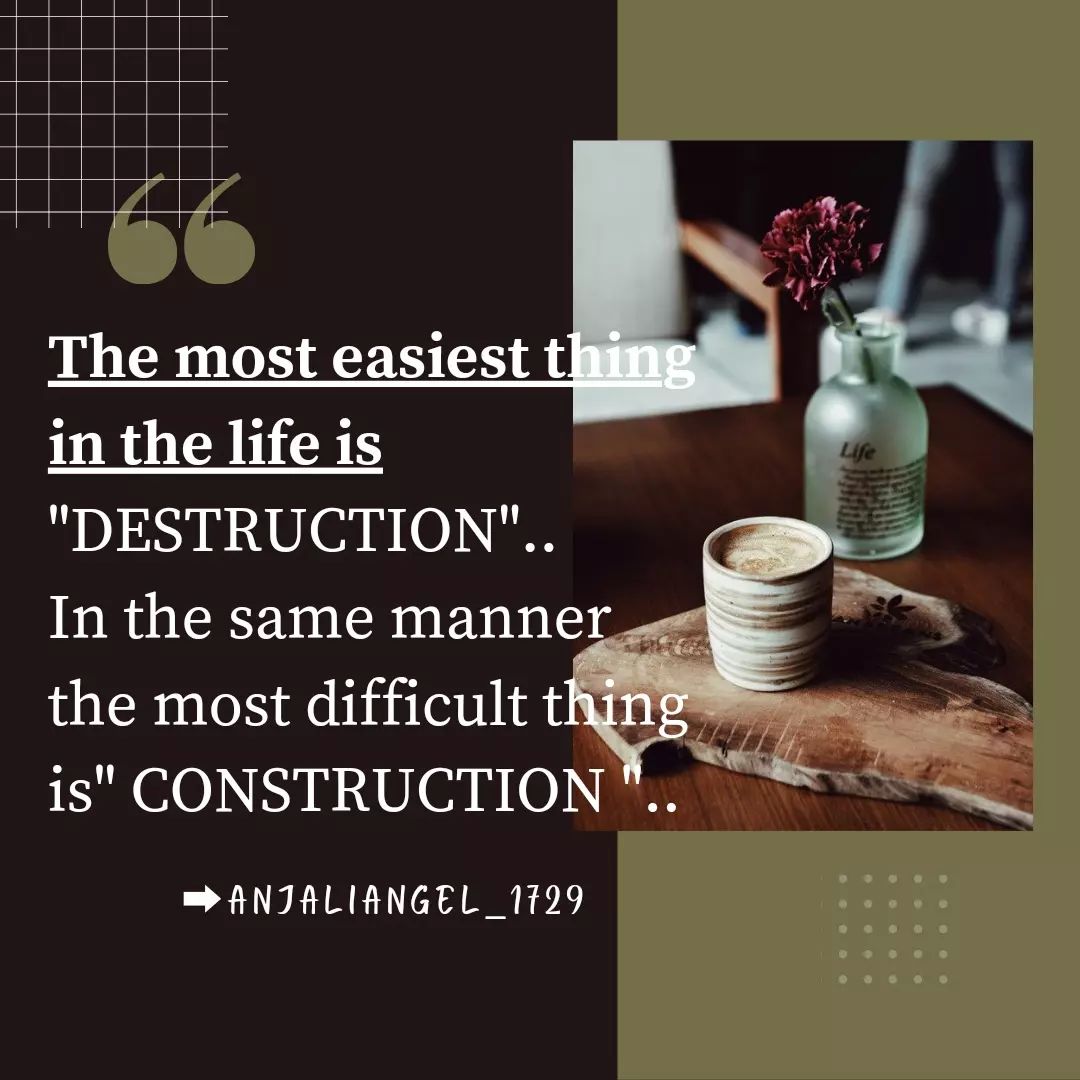 The most easiest thing
in the life is
"DESTRUCTION"..
In the same manner
the most difficult thing
is" CONSTRUCTION "..
➡ANJALIANGEL_1729
Life